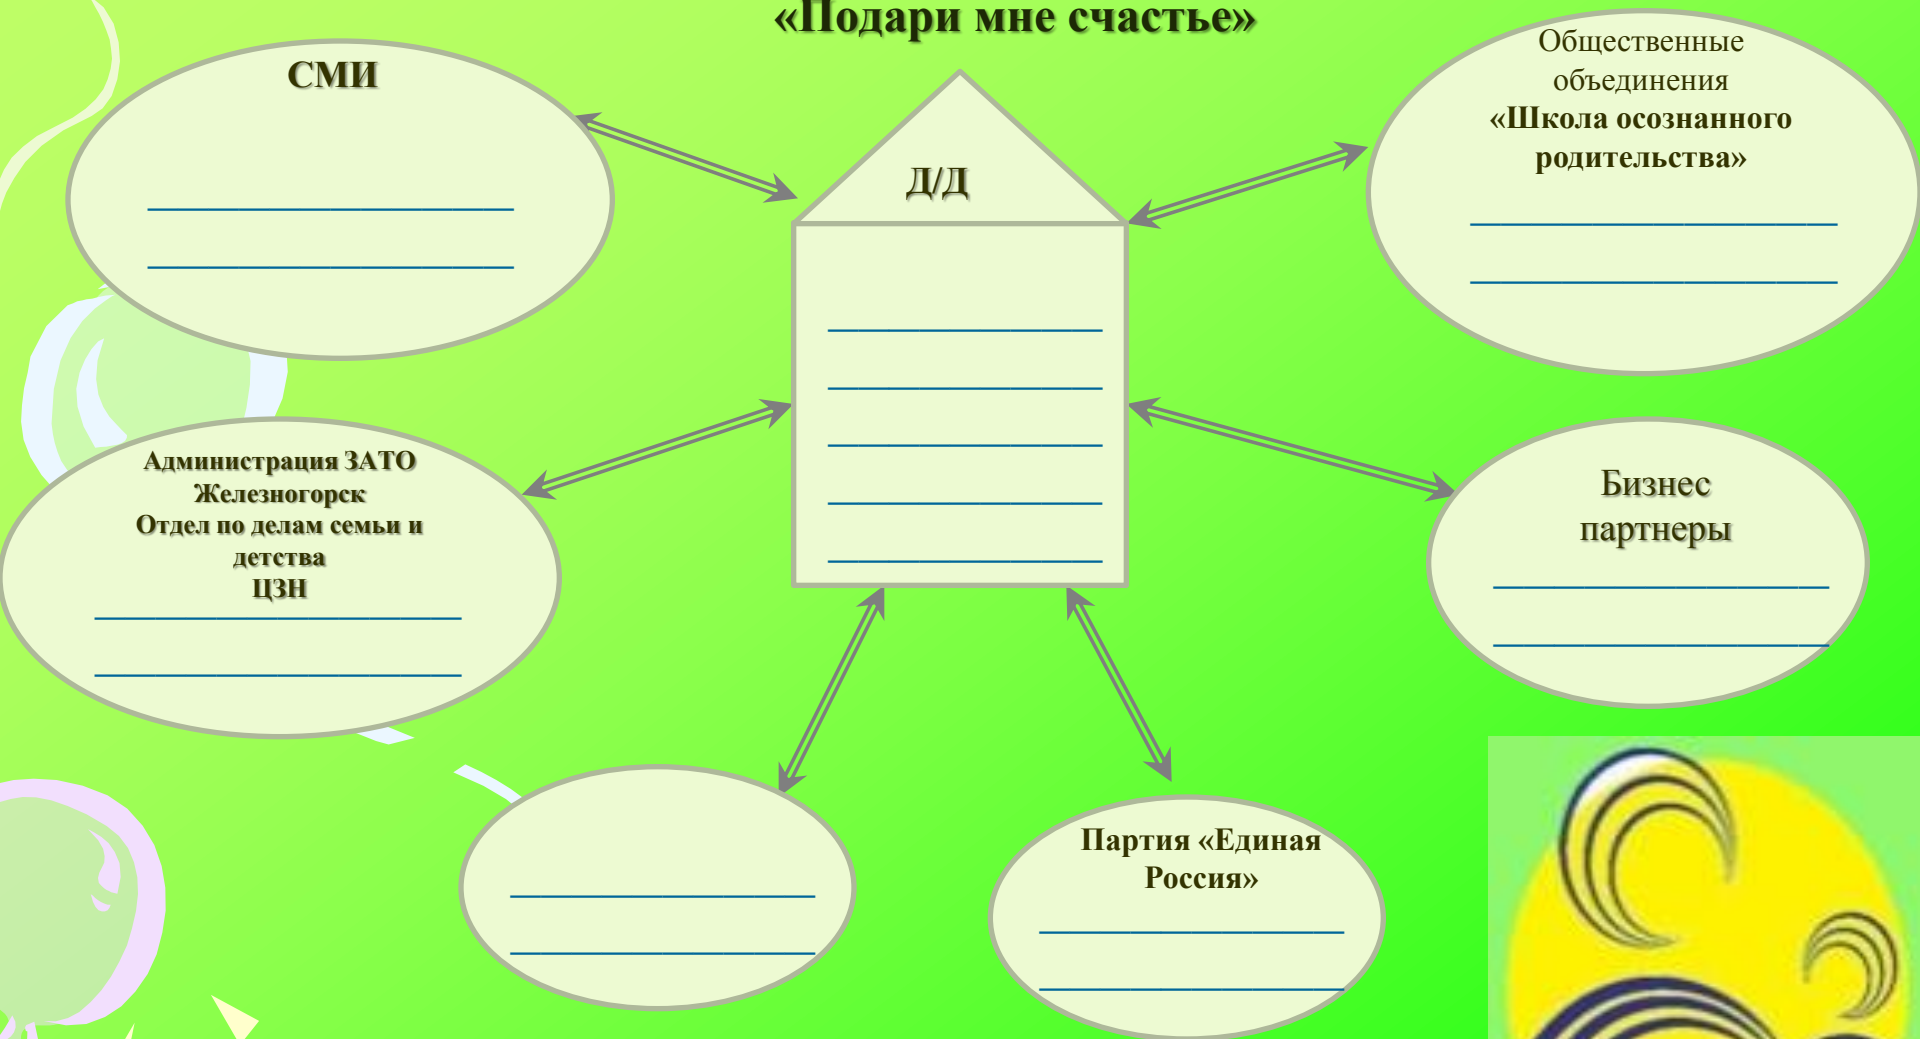 «Подари мне счастье»
СМИ
Д/Д
Общественные
объединения
«Школа осознанного
родительства»
Администрация ЗАТО
Железногорск
Отдел по делам семьи и
детства
ЦЗН
Бизнес
партнеры
Партия «Единая
Россия»